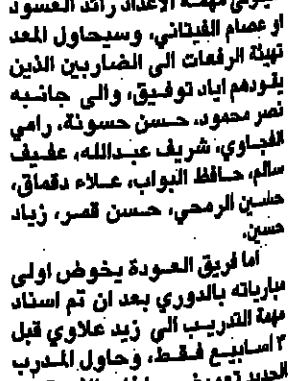 مهمة الاعداد رائد العسود
او عصام الفيتاني، وسيحاول المعد
تهيئة الرفعات الى الضاربين الذين
يقودهم اياد توفيق، والى جانبه
نصر محمود، حسن حسونة، رامي
الفجاوي، شريف عبدالله، عفيف
سالم، حافظ البواب، علاء دقماق،
حسين الرمحي، حسن قمر، زياد
حسين.
أما فريق العودة يخوض اولى
مبارياته بالدوري بعد ان تم اسناد
مهمة التدريب الى زيد علاوي قبل
٣ اسابيع فقط، وحاول المدرب